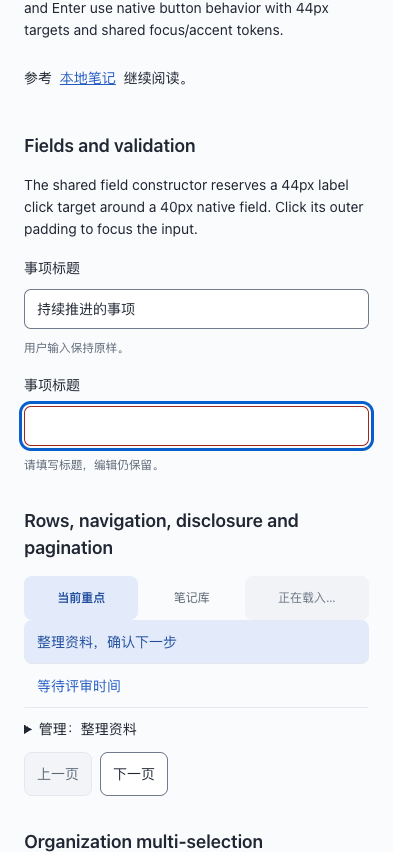 and Enter use native button behavior with 44px
targets and shared focus/accent tokens.
参考 本地笔记 继续阅读。
Fields and validation
The shared field constructor reserves a 44px label
click target around a 40px native field. Click its outer
padding to focus the input.
事项标题
持续推进的事项
用户输入保持原样。
事项标题
请填写标题，编辑仍保留。
Rows, navigation, disclosure and
pagination
当前重点 笔记库 正在载入…
整理资料，确认下一步
等待评审时间
管理：整理资料
上一页 下一页
Organization multi-selection